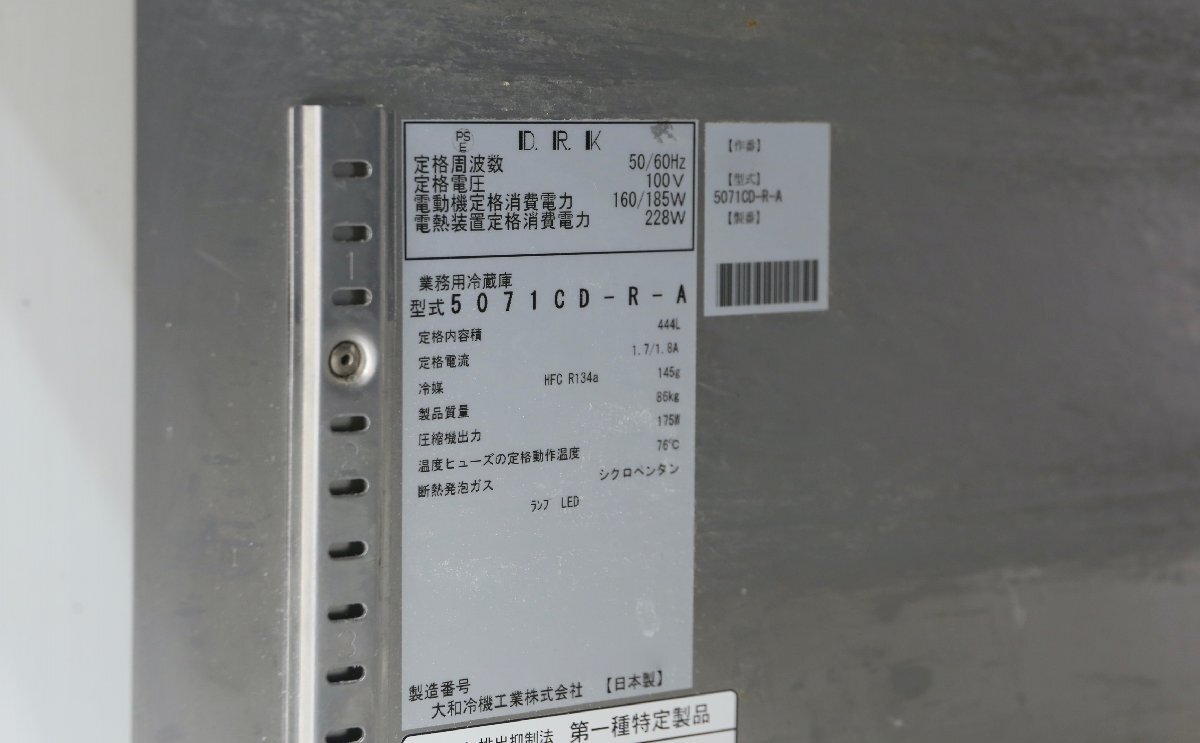 PS E D. R. K
定格周波数 50/60Hz
定格電圧 100V
電動機定格消費電力 160/185W
電熱装置定格消費電力 228W
業務用冷蔵庫
型式 5071CD-R-A
定格内容積 444L
定格電流 1.7/1.8A
冷媒 HFC R134a 145g
製品質量 86kg
圧縮機出力 175W
温度ヒューズの定格動作温度 76℃
断熱発泡ガス シクロペンタン
ランプ LED
製造番号
大和冷機工業株式会社 【日本製】
排出抑制法 第一種特定製品
【作番】
【型式】
5071CD-R-A
【製番】